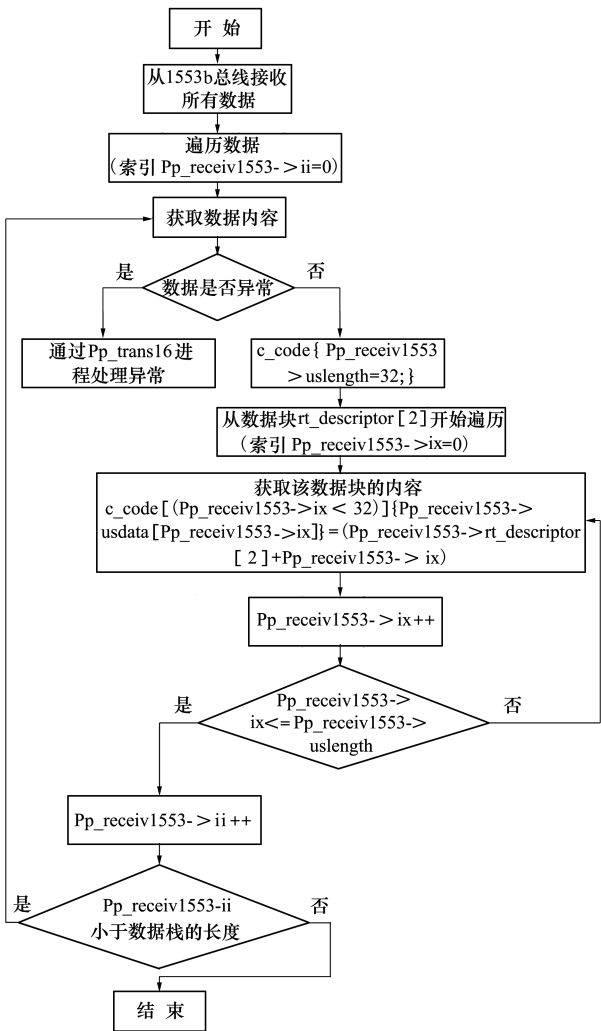 开 始
从1553b总线接收
所有数据
遍历数据
(索引 Pp_receiv1553->ii=0)
获取数据内容
是
数据是否异常
否
通过Pp_trans16进
程处理异常
c_code{ Pp_receiv1553
>uslength=32;}
从数据块rt_descriptor[2]开始遍历
(索引 Pp_receiv1553->ix=0)
获取该数据块的内容
c_code[(Pp_receiv1553->ix < 32)]{Pp_receiv1553->
usdata[Pp_receiv1553->ix]}=(Pp_receiv1553->rt_descriptor
[2]+Pp_receiv1553-> ix)
Pp_receiv1553->ix++
是
Pp_receiv1553->
ix<=Pp_receiv1553->
uslength
否
Pp_receiv1553->ii++
是
Pp_receiv1553-ii
小于数据栈的长度
否
结 束